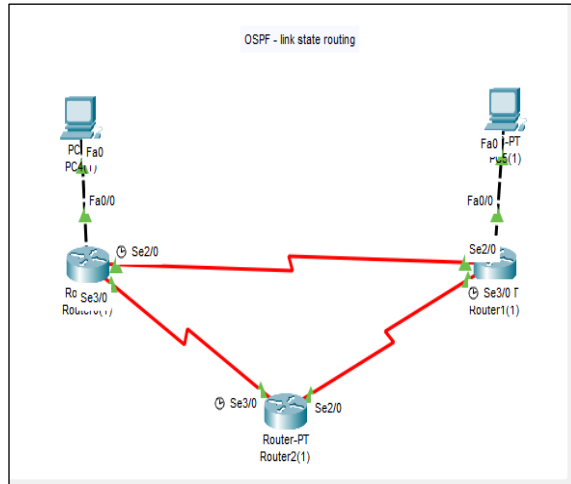 OSPF - link state routing
Fa0
Fa0
Fa0/0
Fa0/0
Se2/0
Se2/0
Se3/0
Se3/0
Router1(1)
Se3/0
Se2/0
Router-PT
Router2(1)